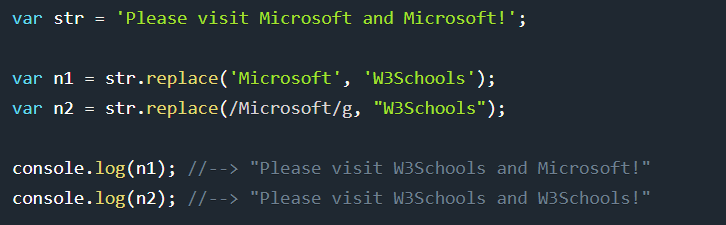 var str = 'Please visit Microsoft and Microsoft!';
var n1 = str.replace('Microsoft', 'W3Schools');
var n2 = str.replace(/Microsoft/g, "W3Schools");
console.log(n1); //--> "Please visit W3Schools and Microsoft!"
console.log(n2); //--> "Please visit W3Schools and W3Schools!"